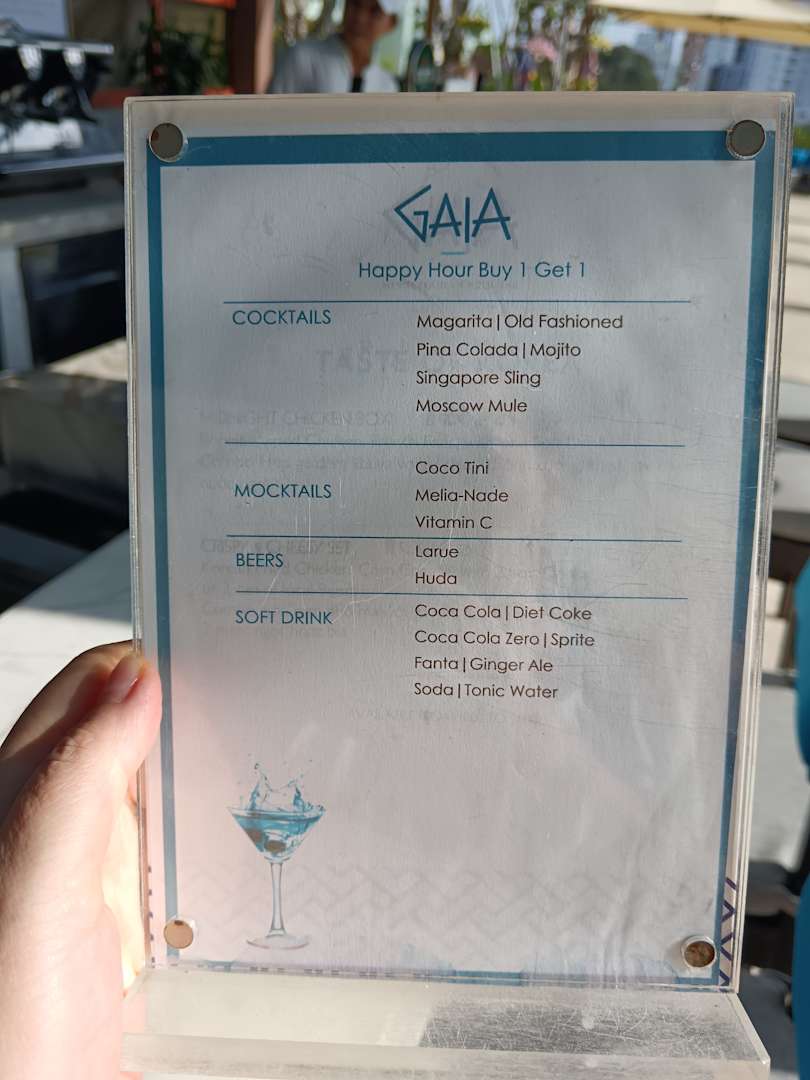 GAIA
Happy Hour Buy 1 Get 1
COCKTAILS
Magarita|Old Fashioned
Pina Colada|Mojito
Singapore Sling
Moscow Mule
MOCKTAILS
Coco Tini
Melia-Nade
Vitamin C
BEERS
Larue
Huda
SOFT DRINK
Coca Cola|Diet Coke
Coca Cola Zero|Sprite
Fanta|Ginger Ale
Soda|Tonic Water